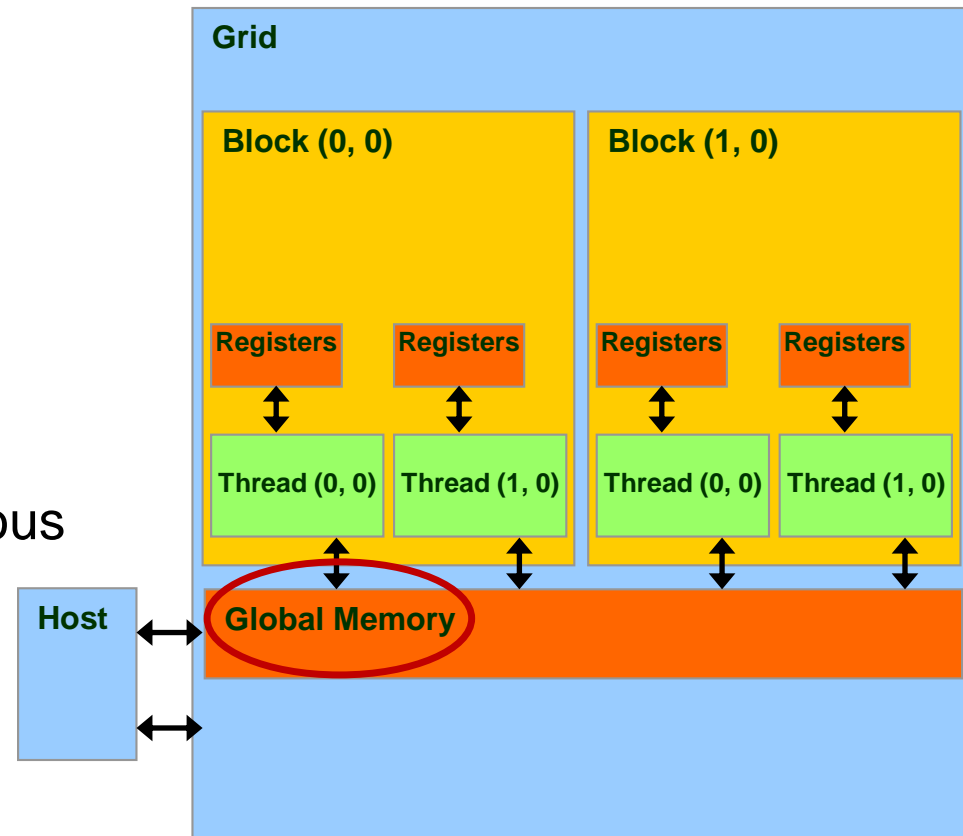 Grid
Block (0, 0)
Block (1, 0)
Registers
Registers
Registers
Registers
Thread (0, 0)
Thread (1, 0)
Thread (0, 0)
Thread (1, 0)
ous
Host
Global Memory